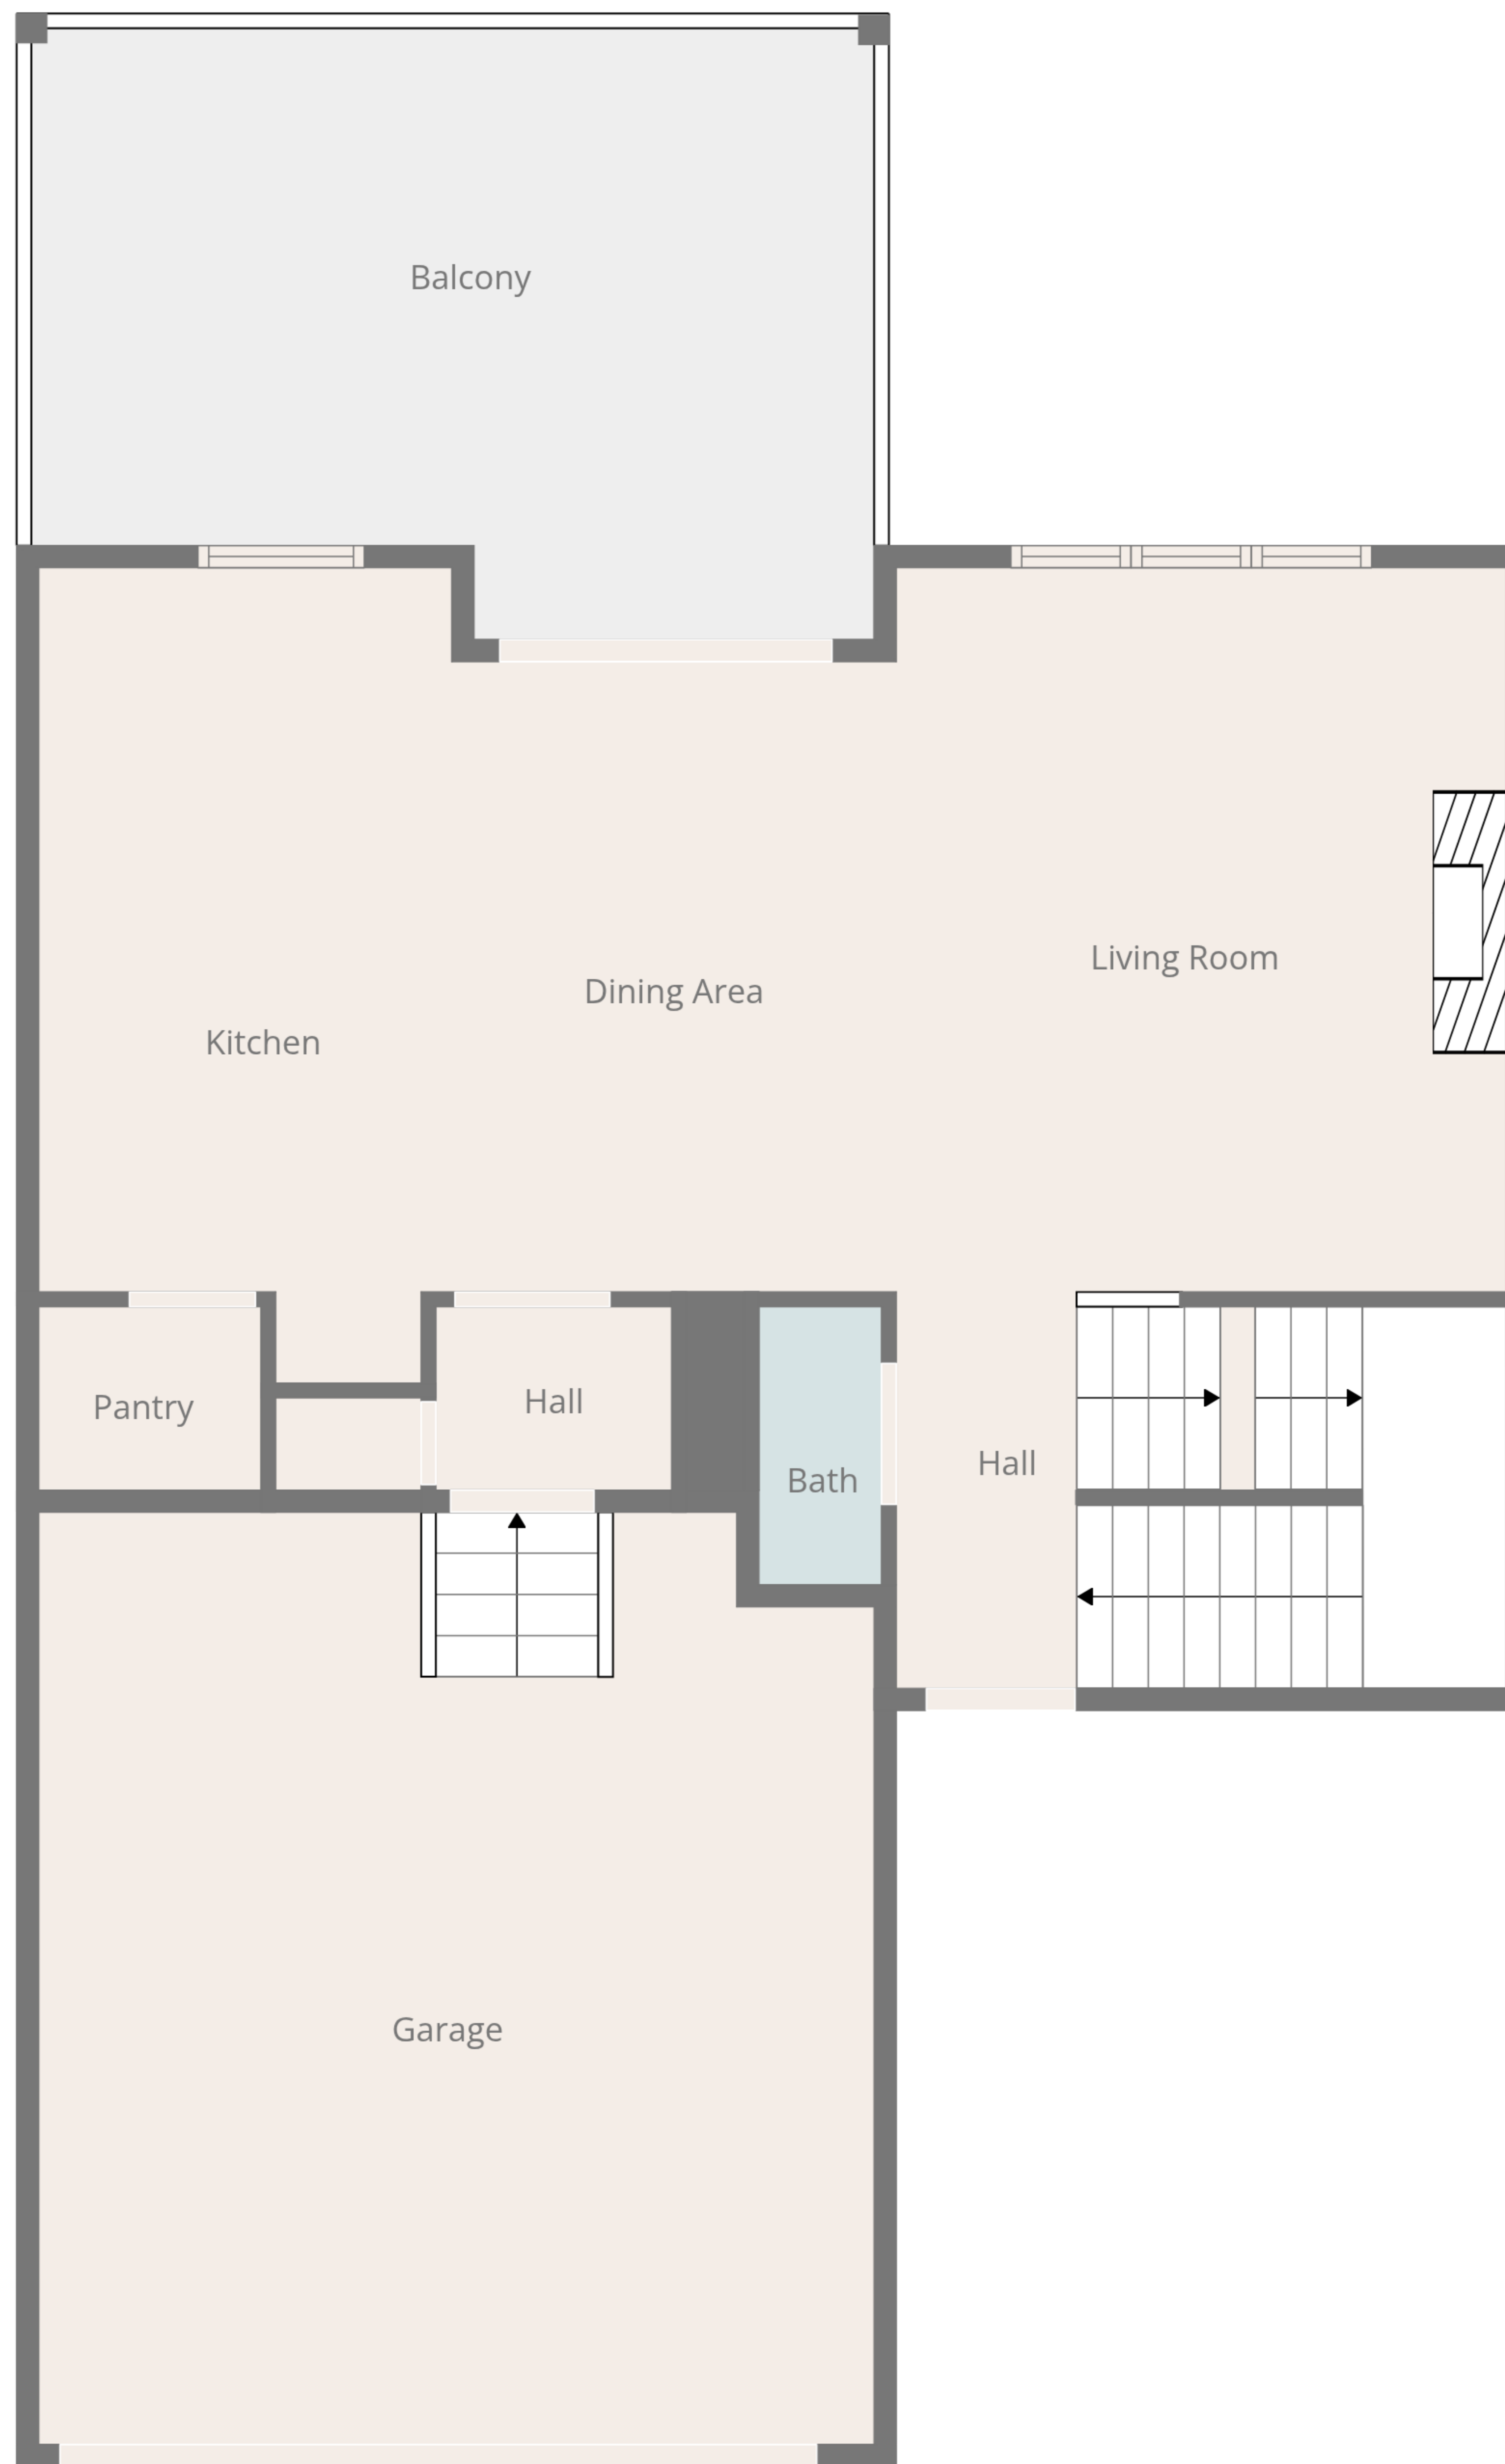 Balcony
Living Room
Dining Area
Kitchen
Pantry
Hall
Hall
Bath
Garage